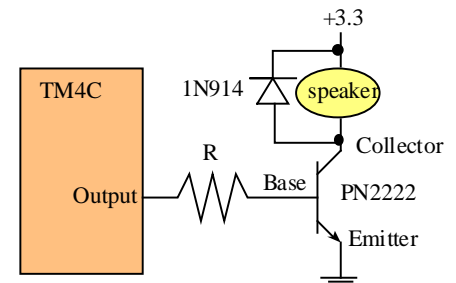 +3.3
TM4C
1N914
speaker
R
Collector
Base
PN2222
Output
Emitter